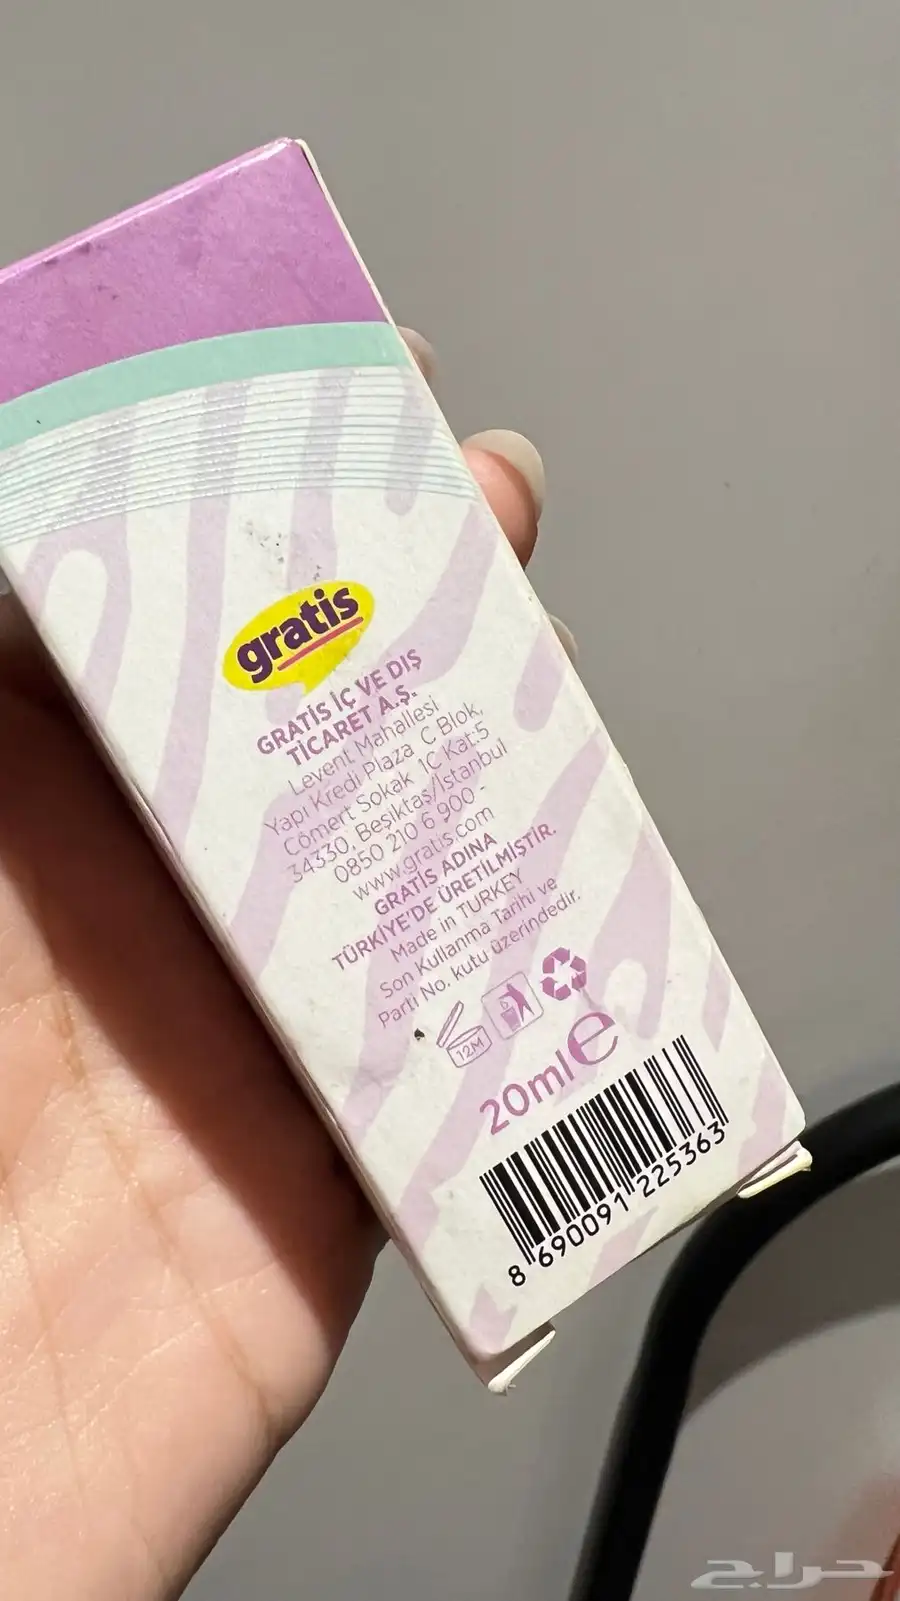 gratis
GRATİS İÇ VE DIŞ
TİCARET A.Ş.
Levent Mahallesi
Yapı Kredi Plaza C Blok,
Cömert Sokak 1C Kat:5
34330, Beşiktaş/İstanbul
0850 210 6 900 -
www.gratis.com
GRATİS ADINA
TÜRKİYE'DE ÜRETİLMİŞTİR.
Made in TURKEY
Son Kullanma Tarihi ve
Parti No. kutu üzerindedir.
12M
20ml e
8 690091 225363
حراج